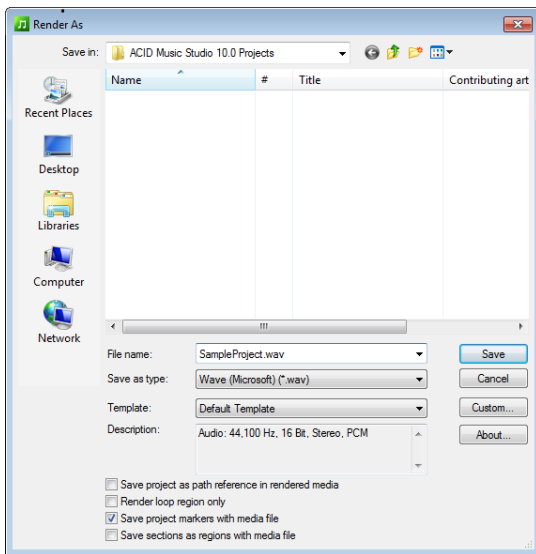 Render As
Save in: ACID Music Studio 10.0 Projects
Name # Title Contributing art
Recent Places
Desktop
Libraries
Computer
Network
File name: SampleProject.wav Save
Save as type: Wave (Microsoft) (*.wav) Cancel
Template: Default Template Custom...
Description: Audio: 44,100 Hz, 16 Bit, Stereo, PCM About...
Save project as path reference in rendered media
Render loop region only
Save project markers with media file
Save sections as regions with media file